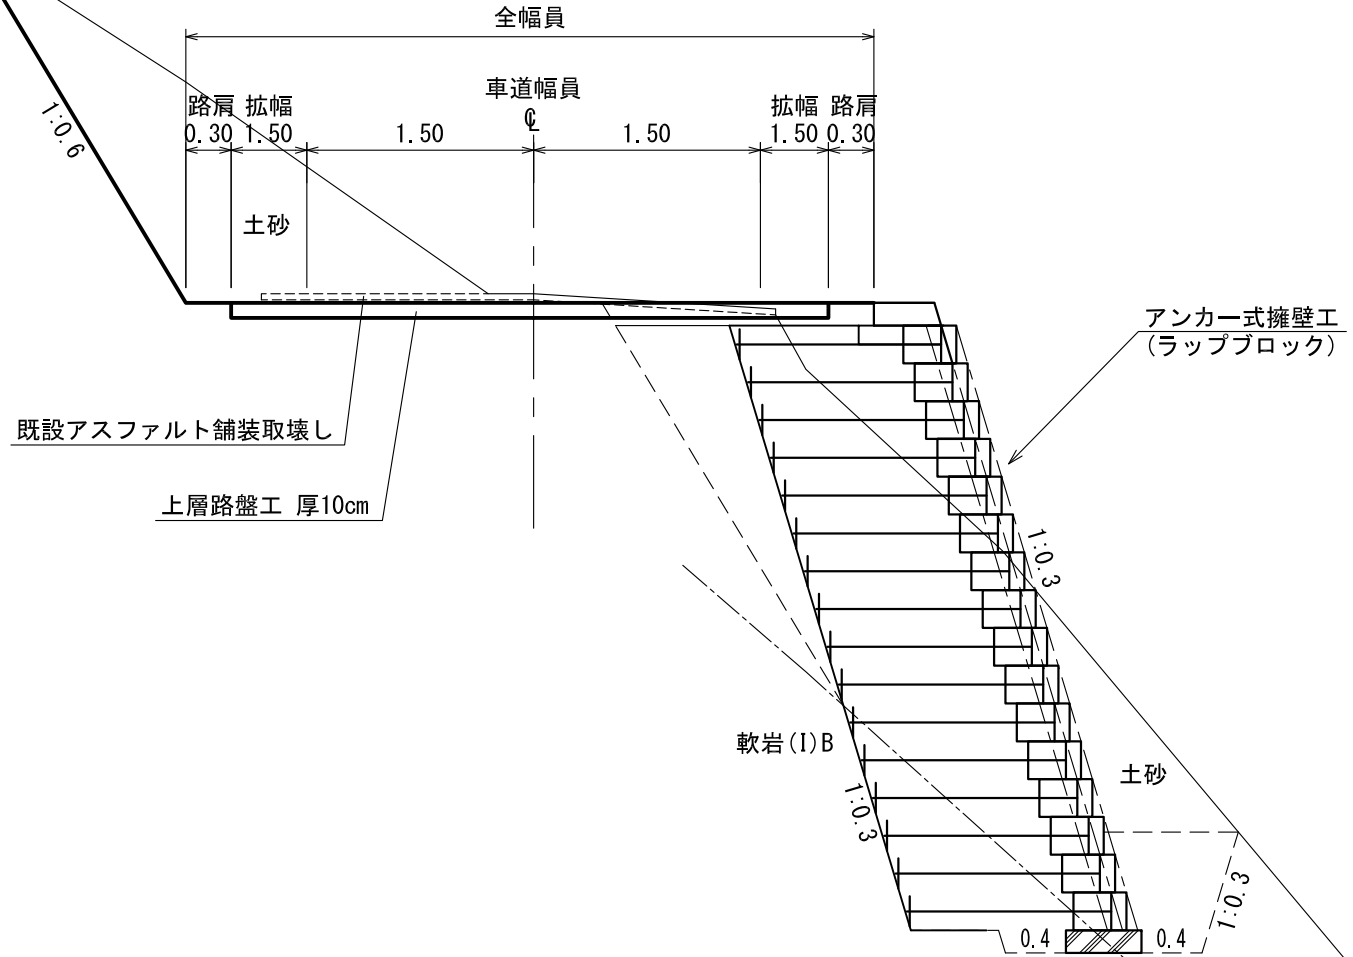 全幅員
車道幅員
路肩 拡幅
拡幅 路肩
0.30 1.50 1.50 ℄ 1.50 1.50 0.30
1:0.6
土砂
アンカー式擁壁工
(ラップブロック)
既設アスファルト舗装取壊し
上層路盤工 厚10cm
1:0.3
軟岩(I)B
土砂
1:0.3
1:0.3
0.4
0.4